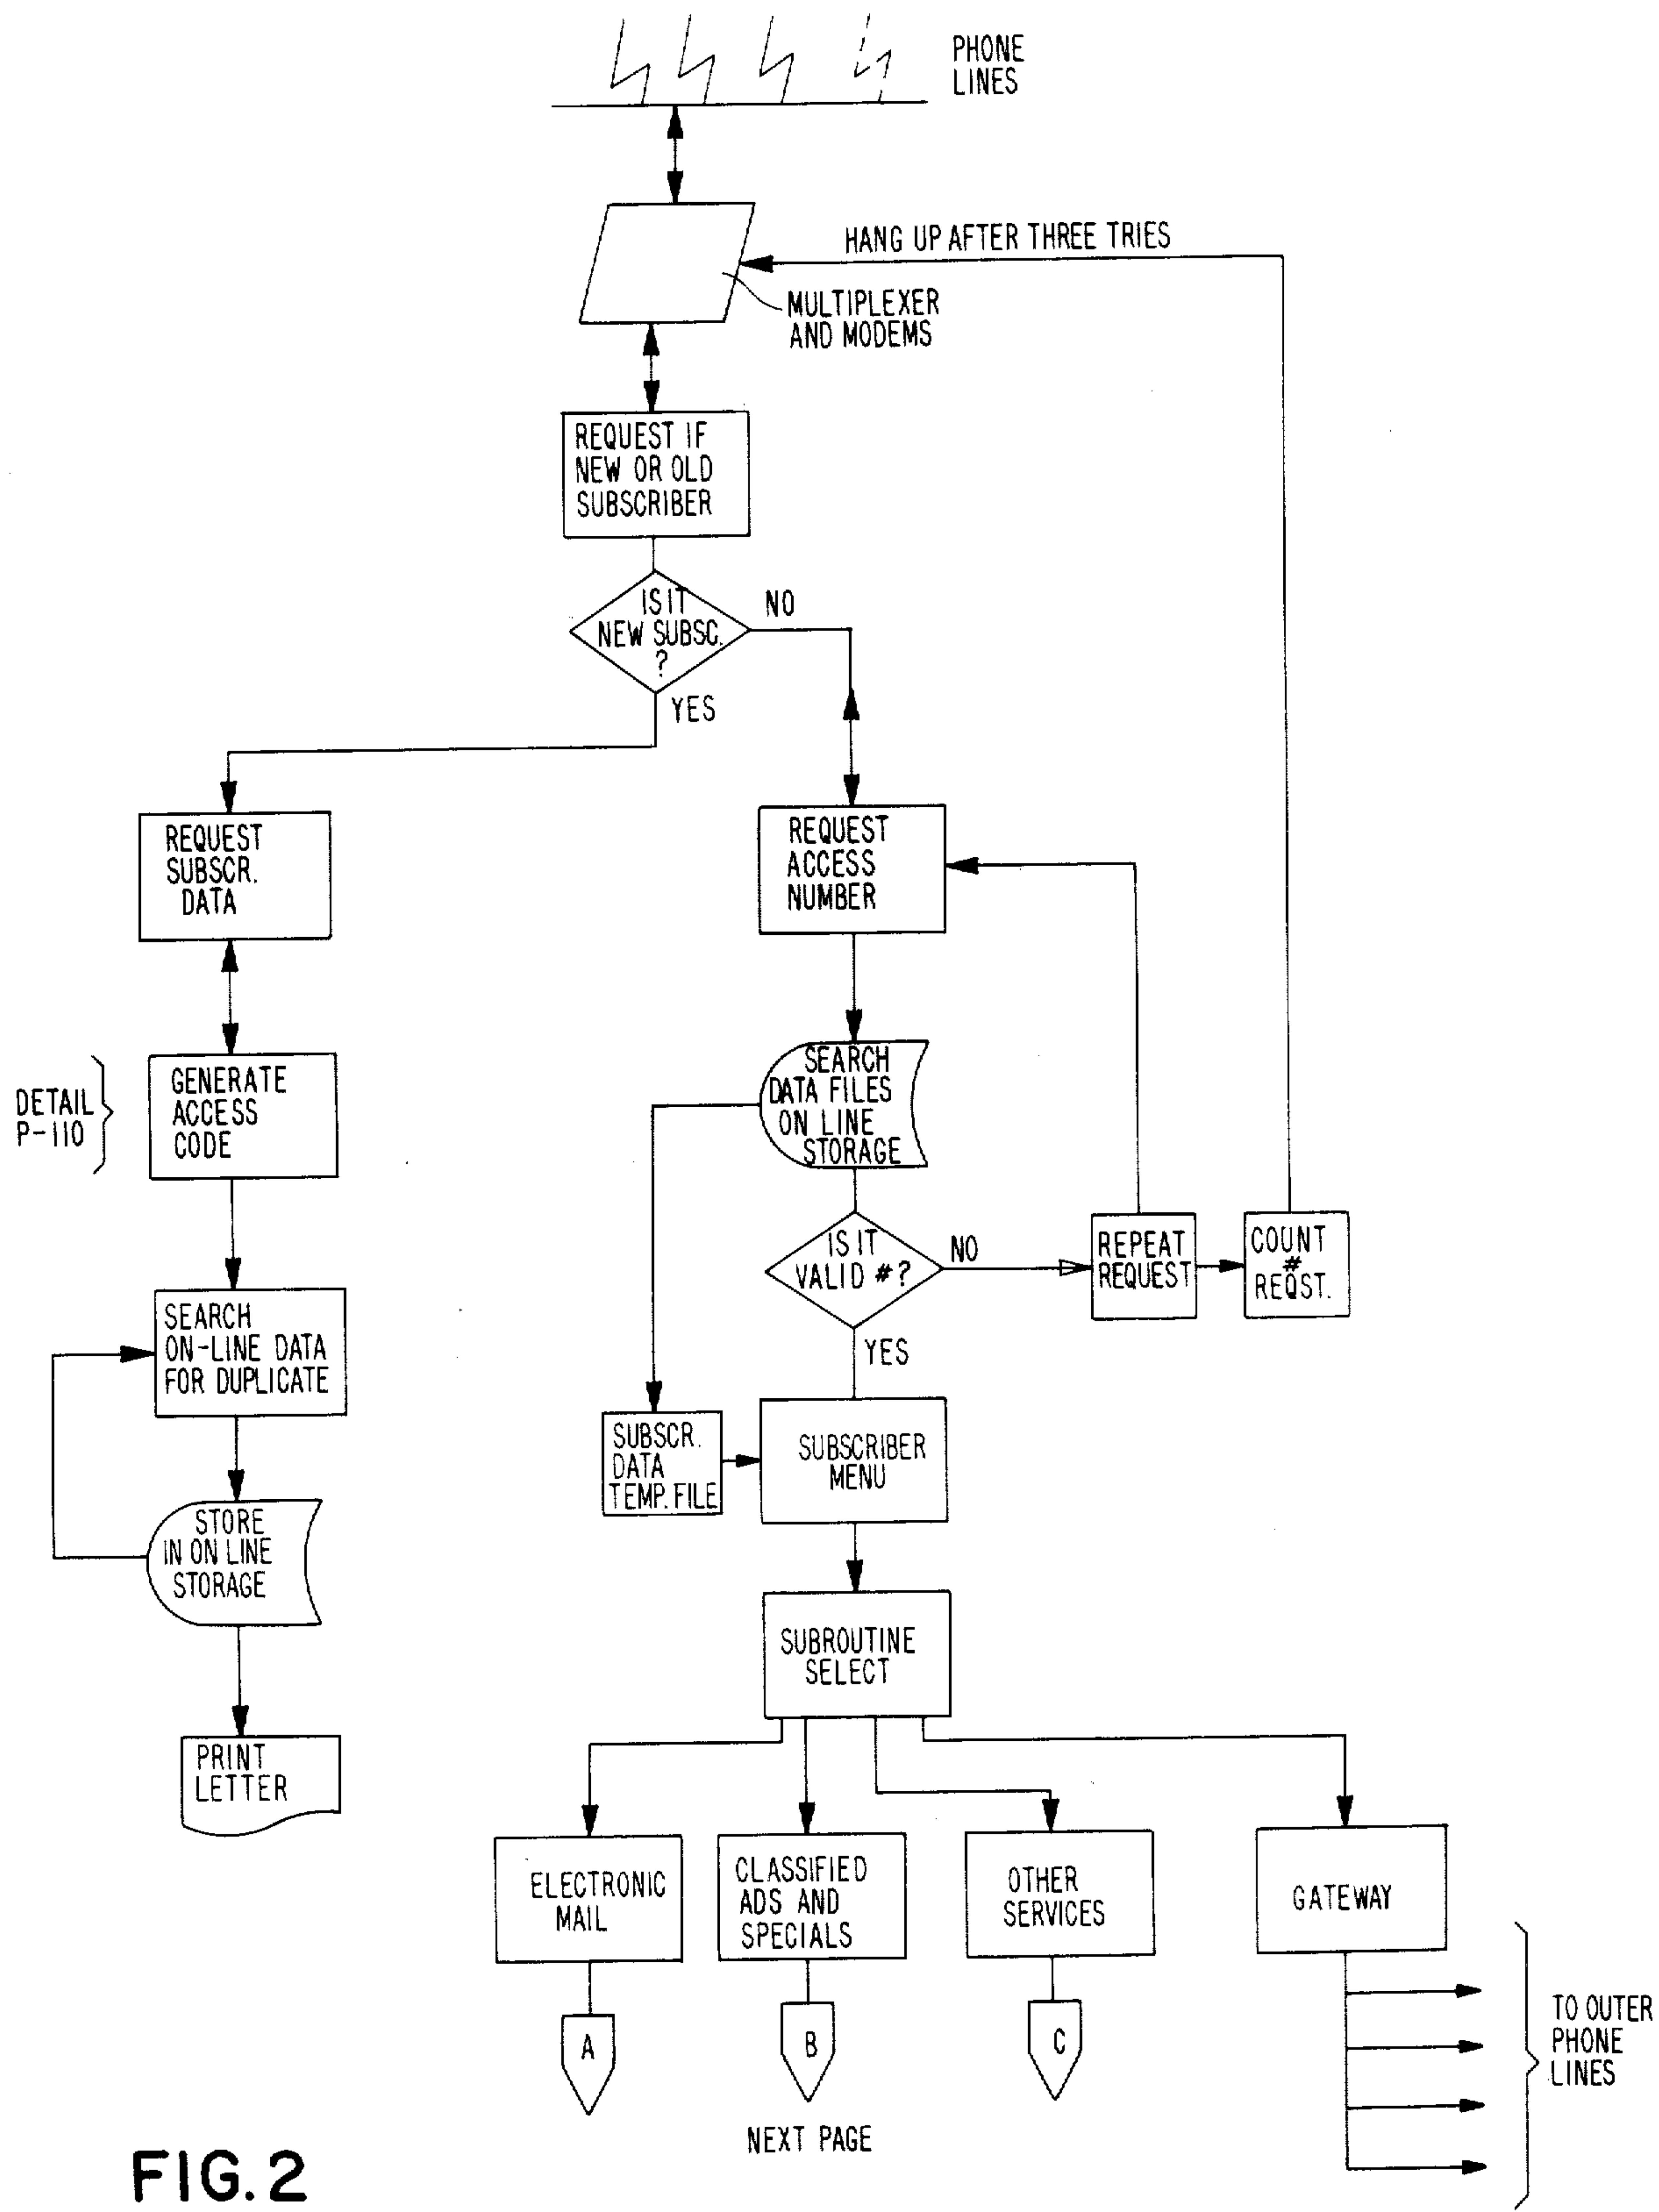 PHONE
LINES
HANG UP AFTER THREE TRIES
MULTIPLEXER
AND MODEMS
REQUEST IF
NEW OR OLD
SUBSCRIBER
IS IT
NEW SUBSC.
?
NO
YES
REQUEST
SUBSCR.
DATA
REQUEST
ACCESS
NUMBER
DETAIL
P-110
GENERATE
ACCESS
CODE
SEARCH
DATA FILES
ON LINE
STORAGE
IS IT
VALID #?
NO
YES
REPEAT
REQUEST
COUNT
#
REQST.
SEARCH
ON-LINE DATA
FOR DUPLICATE
SUBSCR.
DATA
TEMP. FILE
SUBSCRIBER
MENU
STORE
IN ON LINE
STORAGE
SUBROUTINE
SELECT
PRINT
LETTER
ELECTRONIC
MAIL
CLASSIFIED
ADS AND
SPECIALS
OTHER
SERVICES
GATEWAY
A
B
C
TO OUTER
PHONE
LINES
NEXT PAGE
FIG. 2